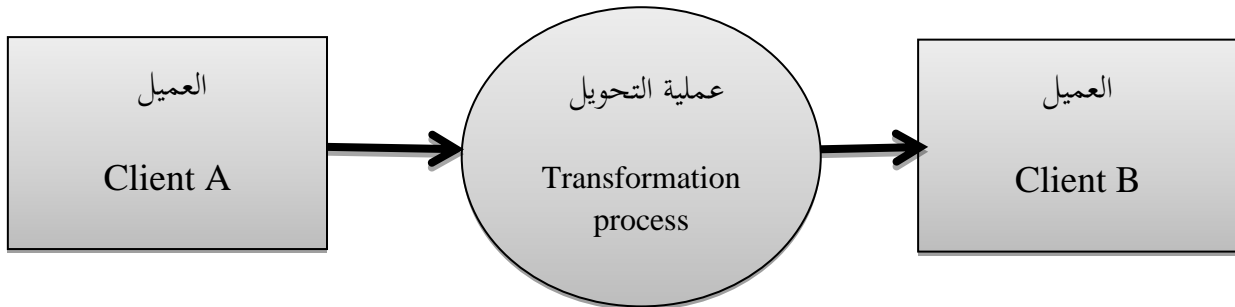 العميل
Client A
عملية التحويل
Transformation
process
العميل
Client B